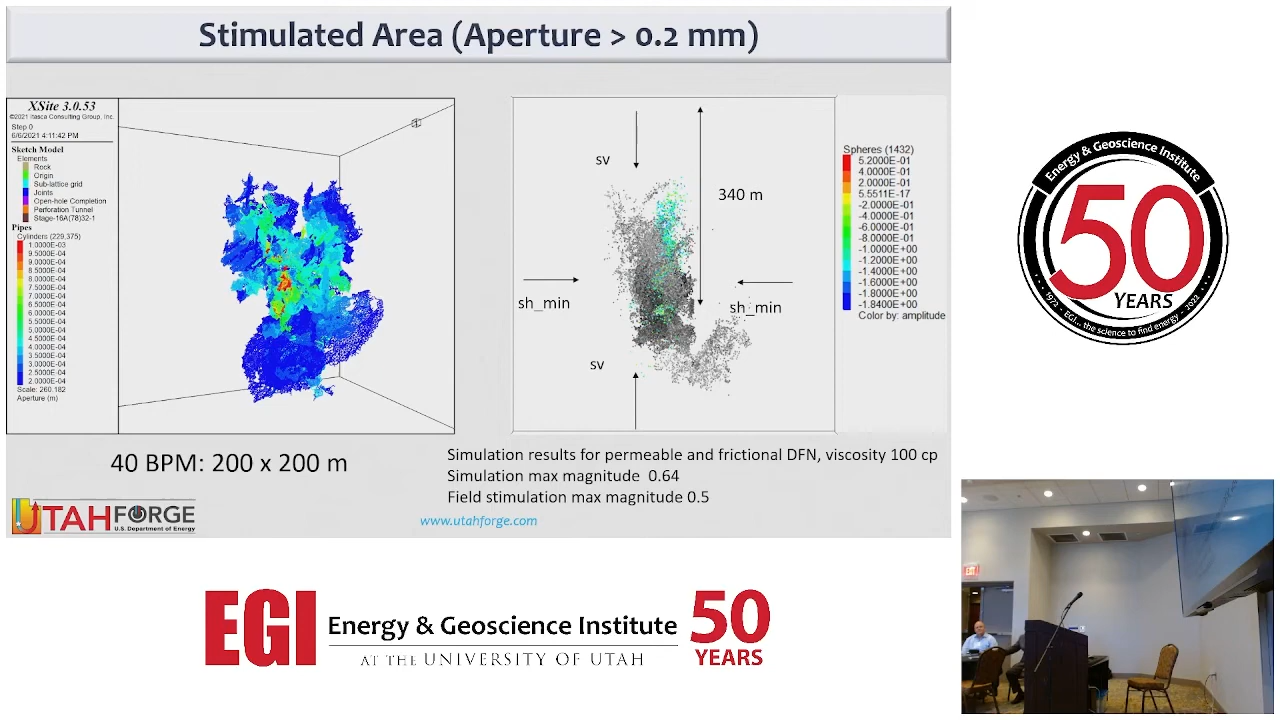 Stimulated Area (Aperture > 0.2 mm)
XSite 3.0.53
©2021 Itasca Consulting Group, Inc.
Step 0
6/6/2021 4:11:42 PM
Sketch Model
Elements
Rock
Origin
Sub-lattice grid
Joints
Open-hole Completion
Perforation Tunnel
Stage-16A(78)32-1
Pipes
Cylinders (229,375)
1.0000E-03
9.5000E-04
9.0000E-04
8.5000E-04
8.0000E-04
7.5000E-04
7.0000E-04
6.5000E-04
6.0000E-04
5.5000E-04
5.0000E-04
4.5000E-04
4.0000E-04
3.5000E-04
3.0000E-04
2.5000E-04
2.0000E-04
Scale: 260.182
Aperture (m)
sv
340 m
sh_min
sh_min
sv
Spheres (1432)
5.2000E-01
4.0000E-01
2.0000E-01
5.5511E-17
-2.0000E-01
-4.0000E-01
-6.0000E-01
-8.0000E-01
-1.0000E+00
-1.2000E+00
-1.4000E+00
-1.6000E+00
-1.8000E+00
-1.8400E+00
Color by: amplitude
40 BPM: 200 x 200 m
Simulation results for permeable and frictional DFN, viscosity 100 cp
Simulation max magnitude 0.64
Field stimulation max magnitude 0.5
UTAH FORGE
U.S. Department of Energy
www.utahforge.com
Energy & Geoscience Institute
50
YEARS
1972 - EGI... the science to find energy - 2022
EGI Energy & Geoscience Institute 50
AT THE UNIVERSITY OF UTAH YEARS
EXIT